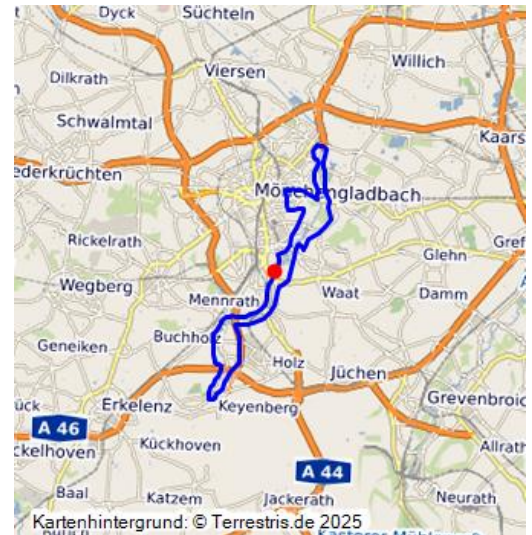 Dyck
Süchteln
Willich
Viersen
Dilkrath
Schwalmtal
Kaars
ederkrüchten
Mönchengladbach
Rickelrath
Glehn
Gref
Wegberg
Mennrath
Waat
Damm
Buchholz
Geneiken
Holz
Jüchen
ück
Erkelenz
Keyenberg
Grevenbroic
A 46
Kückhoven
Allrath
ckelhoven
A 44
Baal
Katzem
Jackerath
Neurath
Kartenhintergrund: © Terrestris.de 2025